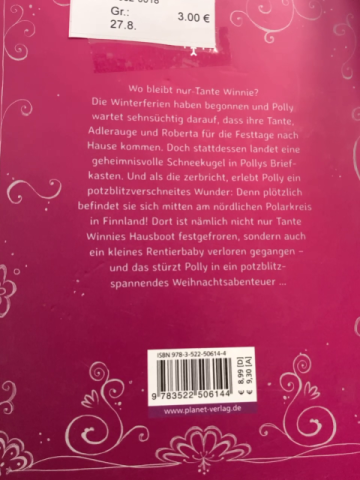 Gr.:
27.8.
3.00 €
Wo bleibt nur Tante Winnie?
Die Winterferien haben begonnen und Polly
wartet sehnsüchtig darauf, dass ihre Tante,
Adlerauge und Roberta für die Festtage nach
Hause kommen. Doch stattdessen landet eine
geheimnisvolle Schneekugel in Pollys Brief-
kasten. Und als die zerbricht, erlebt Polly ein
potzblitzverschneites Wunder: Denn plötzlich
befindet sie sich mitten am nördlichen Polarkreis
in Finnland! Dort ist nämlich nicht nur Tante
Winnies Hausboot festgefroren, sondern auch
ein kleines Rentierbaby verloren gegangen –
und das stürzt Polly in ein potzblitz-
spannendes Weihnachtsabenteuer ...
ISBN 978-3-522-50614-4
9 783522 506144
€ 8,99 [D]
€ 9,30 [A]
www.planet-verlag.de